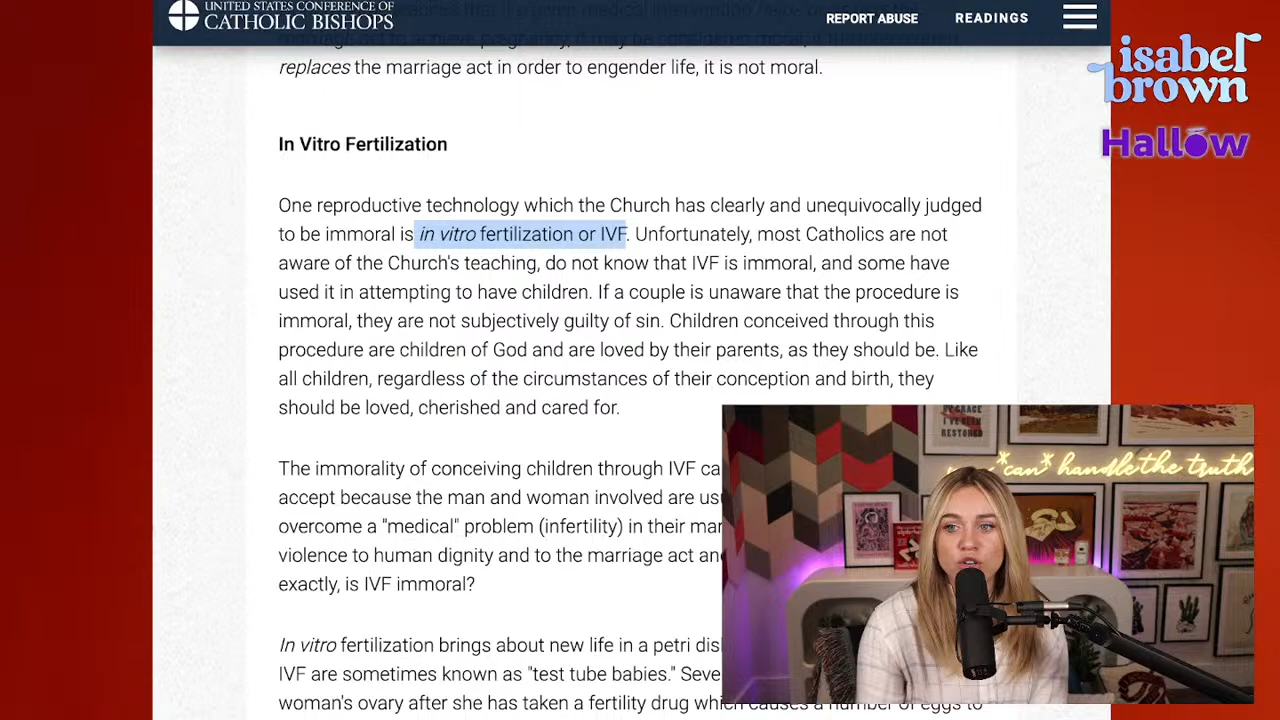 UNITED STATES CONFERENCE OF
CATHOLIC BISHOPS
REPORT ABUSE
READINGS
replaces the marriage act in order to engender life, it is not moral.
In Vitro Fertilization
One reproductive technology which the Church has clearly and unequivocally judged
to be immoral is in vitro fertilization or IVF. Unfortunately, most Catholics are not
aware of the Church's teaching, do not know that IVF is immoral, and some have
used it in attempting to have children. If a couple is unaware that the procedure is
immoral, they are not subjectively guilty of sin. Children conceived through this
procedure are children of God and are loved by their parents, as they should be. Like
all children, regardless of the circumstances of their conception and birth, they
should be loved, cherished and cared for.
The immorality of conceiving children through IVF
accept because the man and woman involved are
overcome a "medical" problem (infertility) in their
violence to human dignity and to the marriage act
exactly, is IVF immoral?
In vitro fertilization brings about new life in a petri
IVF are sometimes known as "test tube babies."
woman's ovary after she has taken a fertility drug which causes a number of eggs to
isabel
brown
Hallow
*can* handle the truth
RESTORED